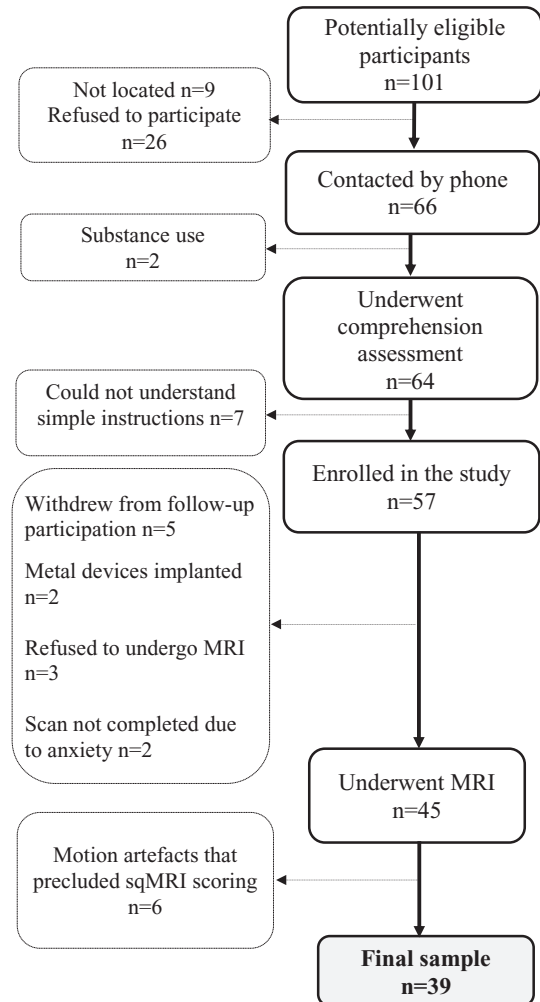 Potentially eligible
participants
n=101
Not located n=9
Refused to participate
n=26
Contacted by phone
n=66
Substance use
n=2
Underwent
comprehension
assessment
n=64
Could not understand
simple instructions n=7
Enrolled in the study
n=57
Withdrew from follow-up
participation n=5
Metal devices implanted
n=2
Refused to undergo MRI
n=3
Scan not completed due
to anxiety n=2
Underwent MRI
n=45
Motion artefacts that
precluded sqMRI scoring
n=6
Final sample
n=39